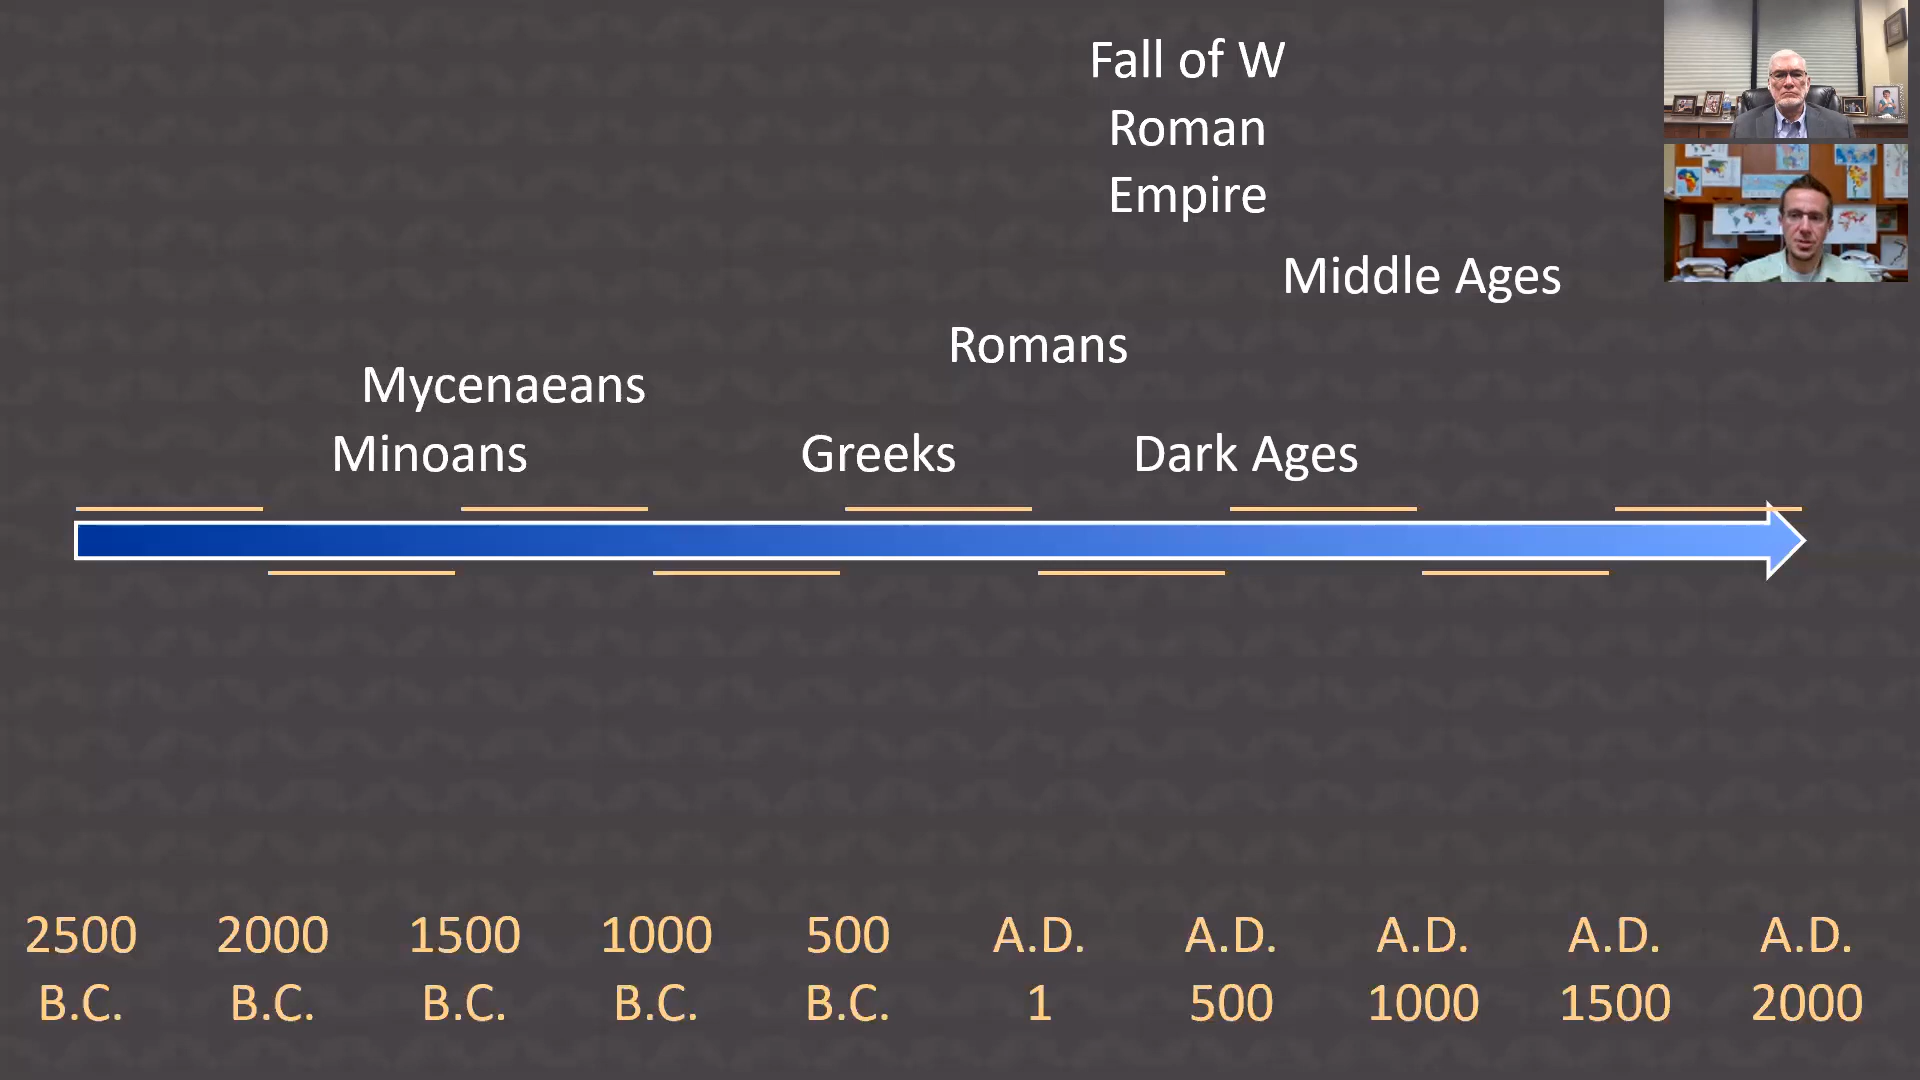 Fall of W
Roman
Empire
Middle Ages
Romans
Mycenaeans
Minoans
Greeks
Dark Ages
2500
B.C.
2000
B.C.
1500
B.C.
1000
B.C.
500
B.C.
A.D.
1
A.D.
500
A.D.
1000
A.D.
1500
A.D.
2000